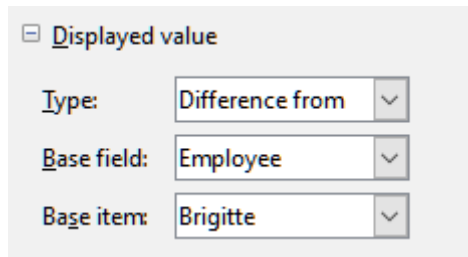 Displayed value
Type: Difference from
Base field: Employee
Base item: Brigitte